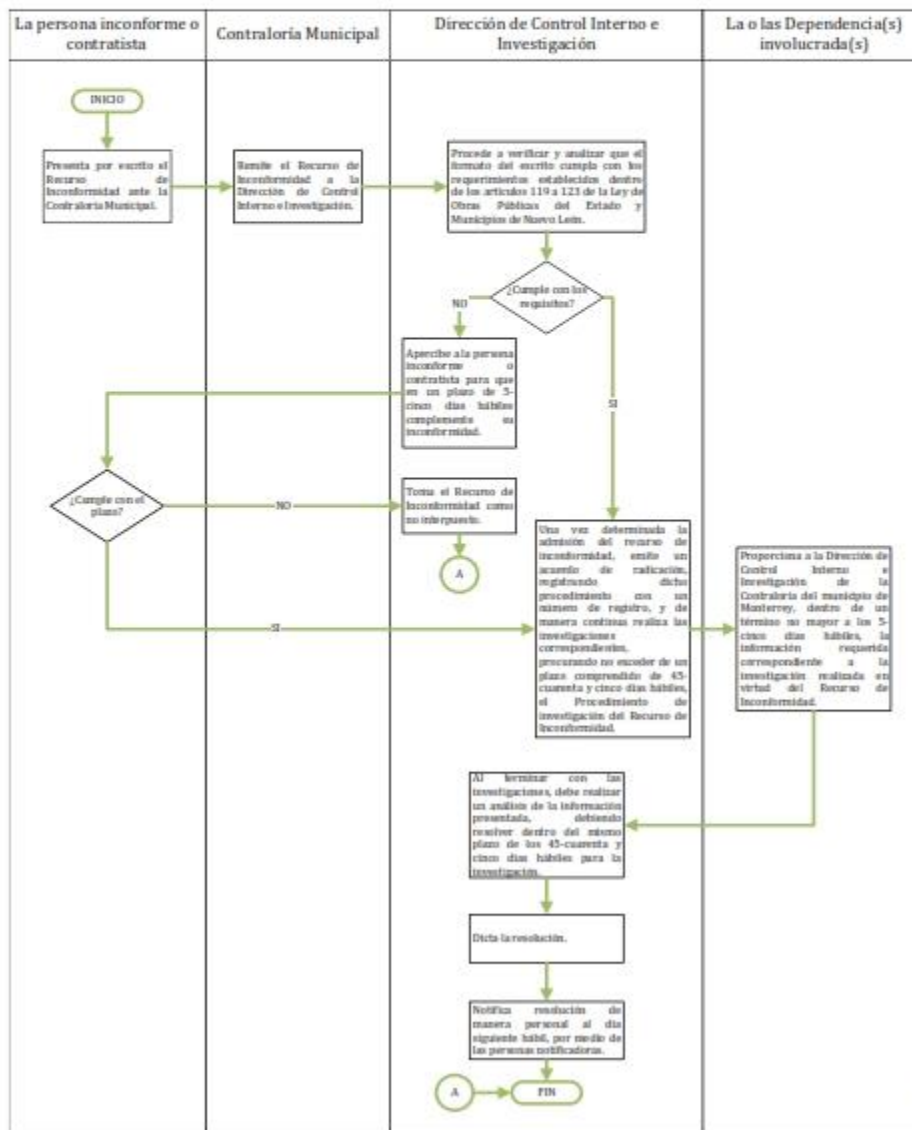 La persona inconforme o
contratista
Contraloría Municipal
Dirección de Control Interno e
Investigación
La o las Dependencia(s)
involucrada(s)
INICIO
Presenta por escrito el
Recurso de
Inconformidad ante la
Contraloría Municipal.
Remite el Recurso de
Inconformidad a la
Dirección de Control
Interno e Investigación.
Procede a verificar y analizar que el
formato del escrito cumpla con los
requerimientos establecidos dentro
de los artículos 119 a 123 de la Ley de
Obras Públicas del Estado y
Municipios de Nuevo León.
¿Cumple con los
requisitos?
NO
SI
Apercibe a la persona
inconforme o
contratista para que
en un plazo de 5-
cinco días hábiles
complemente su
inconformidad.
¿Cumple con el
plazo?
NO
Toma el Recurso de
Inconformidad como
no interpuesto.
A
SI
Una vez determinada la
admisión del recurso de
inconformidad, emite un
acuerdo de radicación,
registrando dicho
procedimiento con un
número de registro, y de
manera continua realiza las
investigaciones
correspondientes,
procurando no exceder de un
plazo comprendido de 45-
cuarenta y cinco días hábiles,
el Procedimiento de
investigación del Recurso de
Inconformidad.
Proporciona a la Dirección de
Control Interno e
Investigación de la
Contraloría del municipio de
Monterrey, dentro de un
término no mayor a los 5-
cinco días hábiles, la
información requerida
correspondiente a la
investigación realizada en
virtud del Recurso de
Inconformidad.
Al terminar con las
investigaciones, debe realizar
un análisis de la información
presentada, debiendo
resolver dentro del mismo
plazo de los 45-cuarenta y
cinco días hábiles para la
investigación.
Dicta la resolución.
Notifica resolución de
manera personal al día
siguiente hábil, por medio de
las personas notificadoras.
A
FIN